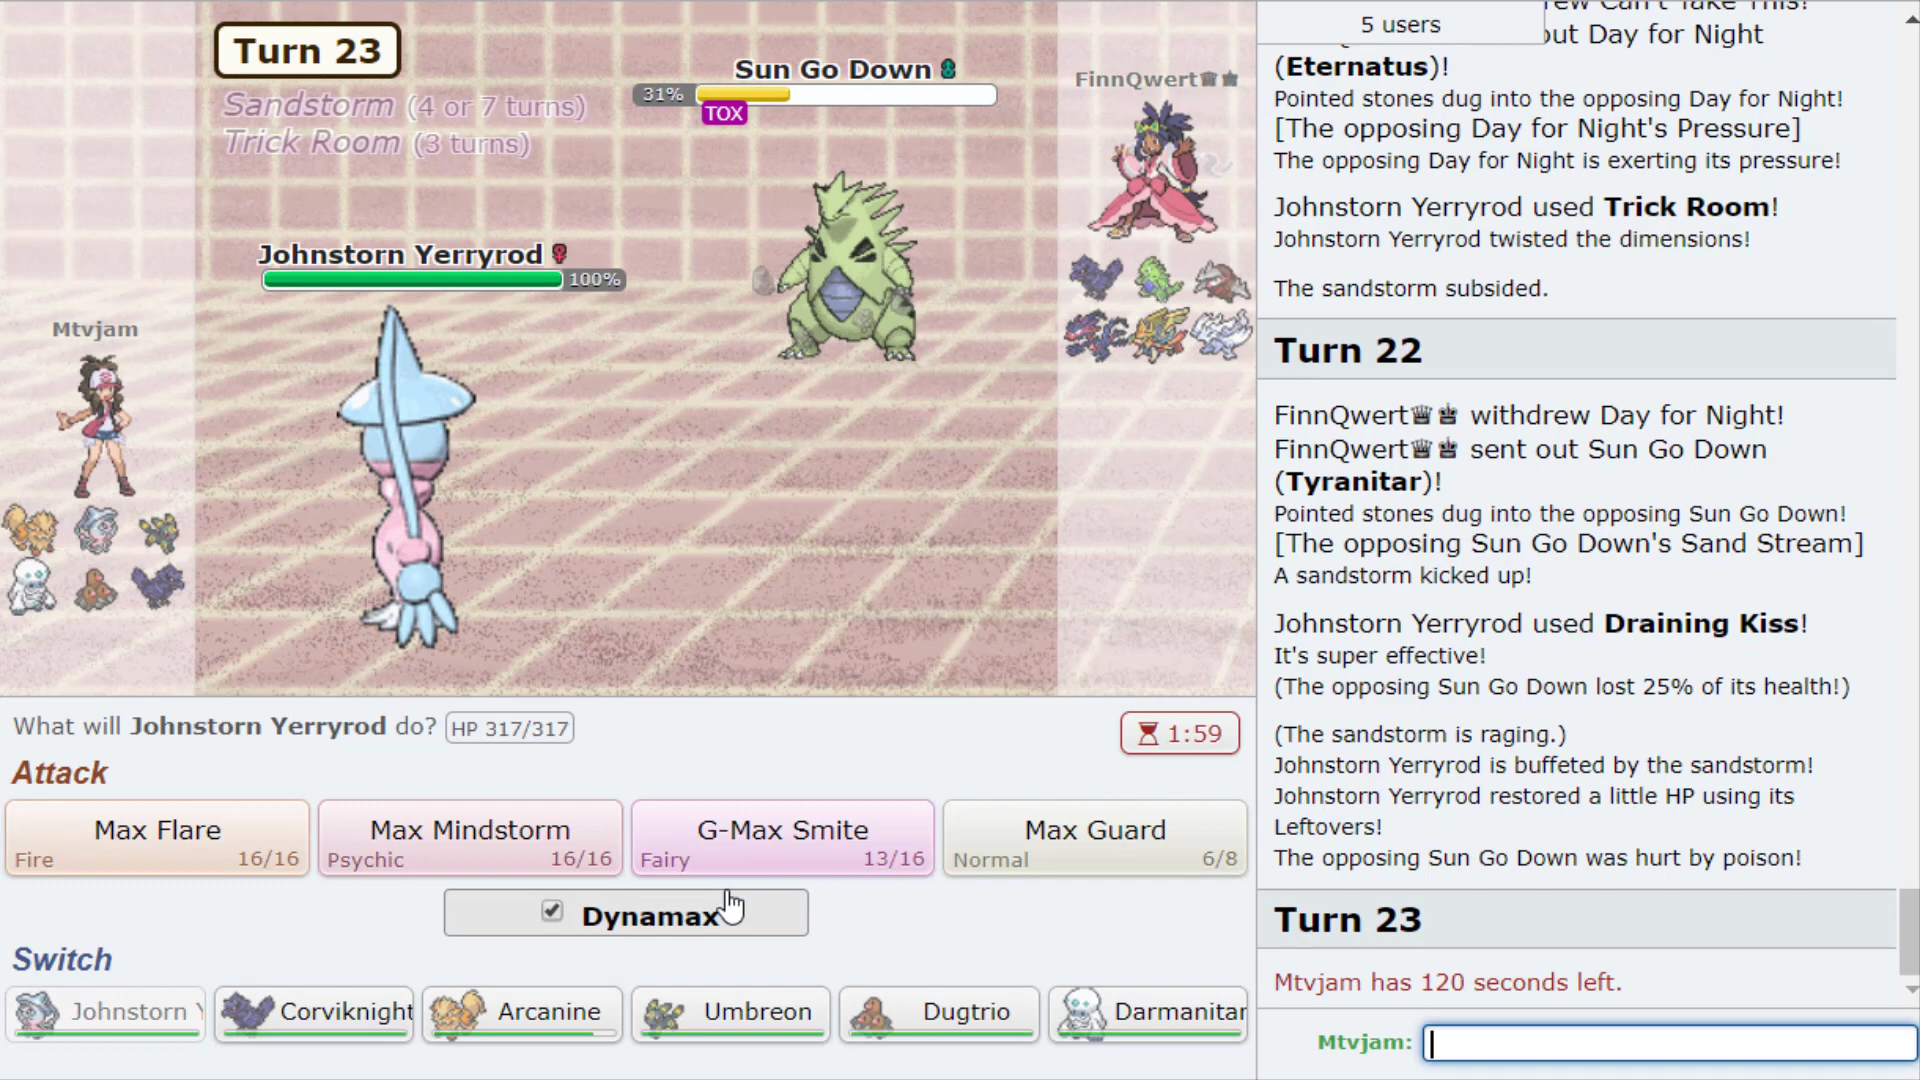 Turn 23
Sandstorm (4 or 7 turns)
Trick Room (3 turns)
Sun Go Down
31%
TOX
FinnQwert♛♚
Johnstorn Yerryrod
100%
Mtvjam
What will Johnstorn Yerryrod do? HP 317/317
1:59
Attack
Max Flare
Fire 16/16
Max Mindstorm
Psychic 16/16
G-Max Smite
Fairy 13/16
Max Guard
Normal 6/8
Dynamax
Switch
Johnstorn Y
Corviknight
Arcanine
Umbreon
Dugtrio
Darmanitar
5 users
out Day for Night
(Eternatus)!
Pointed stones dug into the opposing Day for Night!
[The opposing Day for Night's Pressure]
The opposing Day for Night is exerting its pressure!
Johnstorn Yerryrod used Trick Room!
Johnstorn Yerryrod twisted the dimensions!
The sandstorm subsided.
Turn 22
FinnQwert♛♚ withdrew Day for Night!
FinnQwert♛♚ sent out Sun Go Down
(Tyranitar)!
Pointed stones dug into the opposing Sun Go Down!
[The opposing Sun Go Down's Sand Stream]
A sandstorm kicked up!
Johnstorn Yerryrod used Draining Kiss!
It's super effective!
(The opposing Sun Go Down lost 25% of its health!)
(The sandstorm is raging.)
Johnstorn Yerryrod is buffeted by the sandstorm!
Johnstorn Yerryrod restored a little HP using its
Leftovers!
The opposing Sun Go Down was hurt by poison!
Turn 23
Mtvjam has 120 seconds left.
Mtvjam: